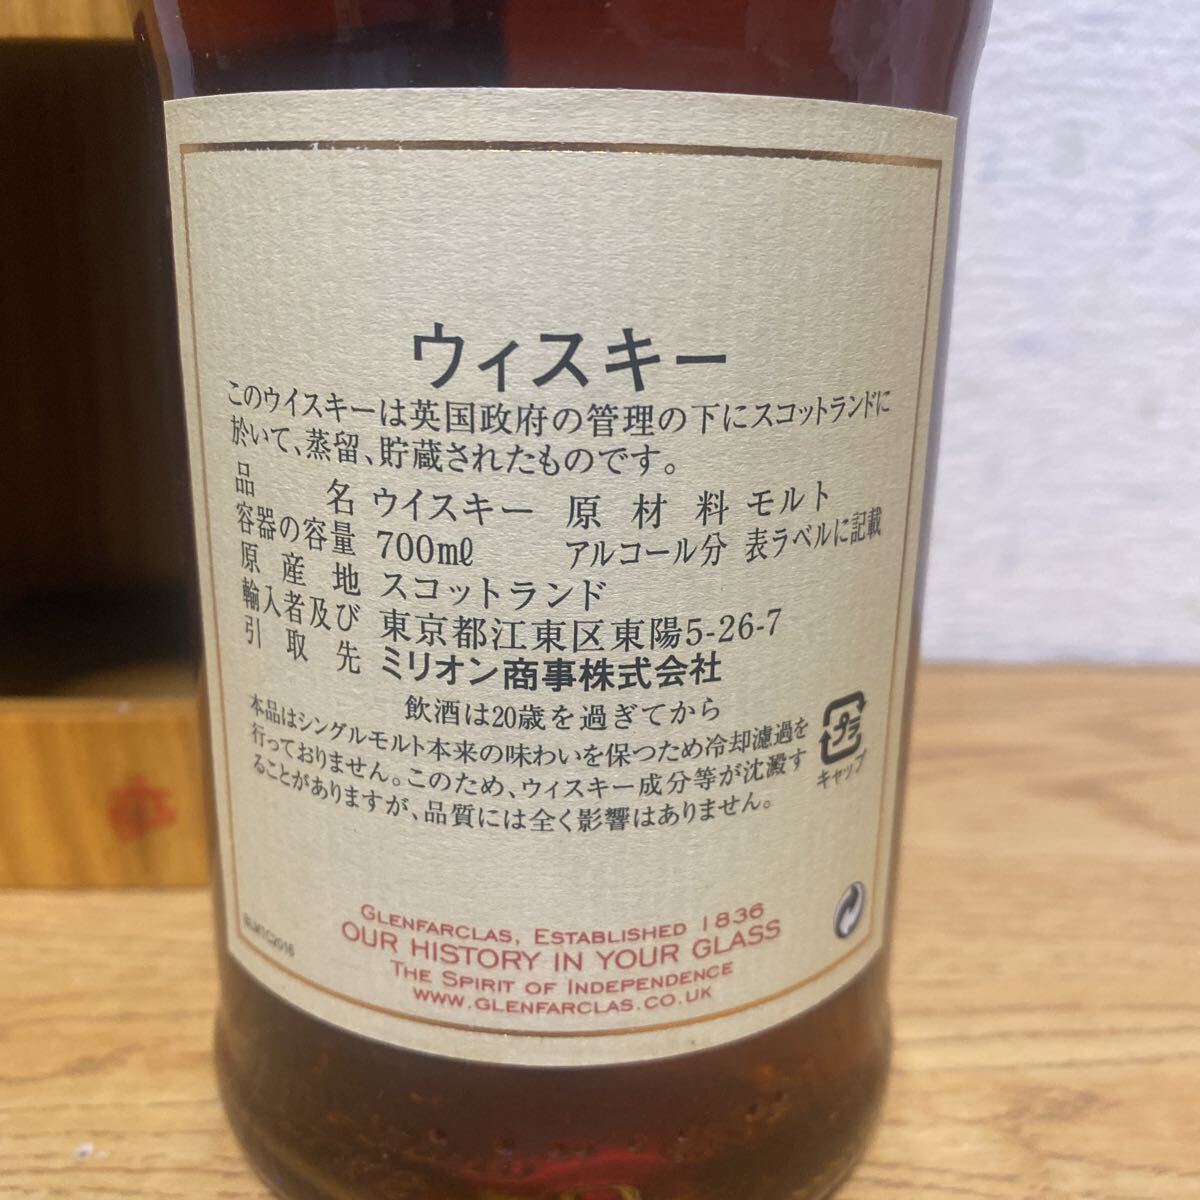 ウィスキー
このウイスキーは英国政府の管理の下にスコットランドに
於いて、蒸留、貯蔵されたものです。
品名 ウイスキー 原材料 モルト
容器の容量 700mℓ アルコール分 表ラベルに記載
原産地 スコットランド
輸入者及び 東京都江東区東陽5-26-7
引取先 ミリオン商事株式会社
飲酒は20歳を過ぎてから
本品はシングルモルト本来の味わいを保つため冷却濾過を
行っておりません。このため、ウィスキー成分等が沈澱す
ることがありますが、品質には全く影響はありません。
プラ
キャップ
GLENFARCLAS, ESTABLISHED 1836
OUR HISTORY IN YOUR GLASS
THE SPIRIT OF INDEPENDENCE
WWW.GLENFARCLAS.CO.UK